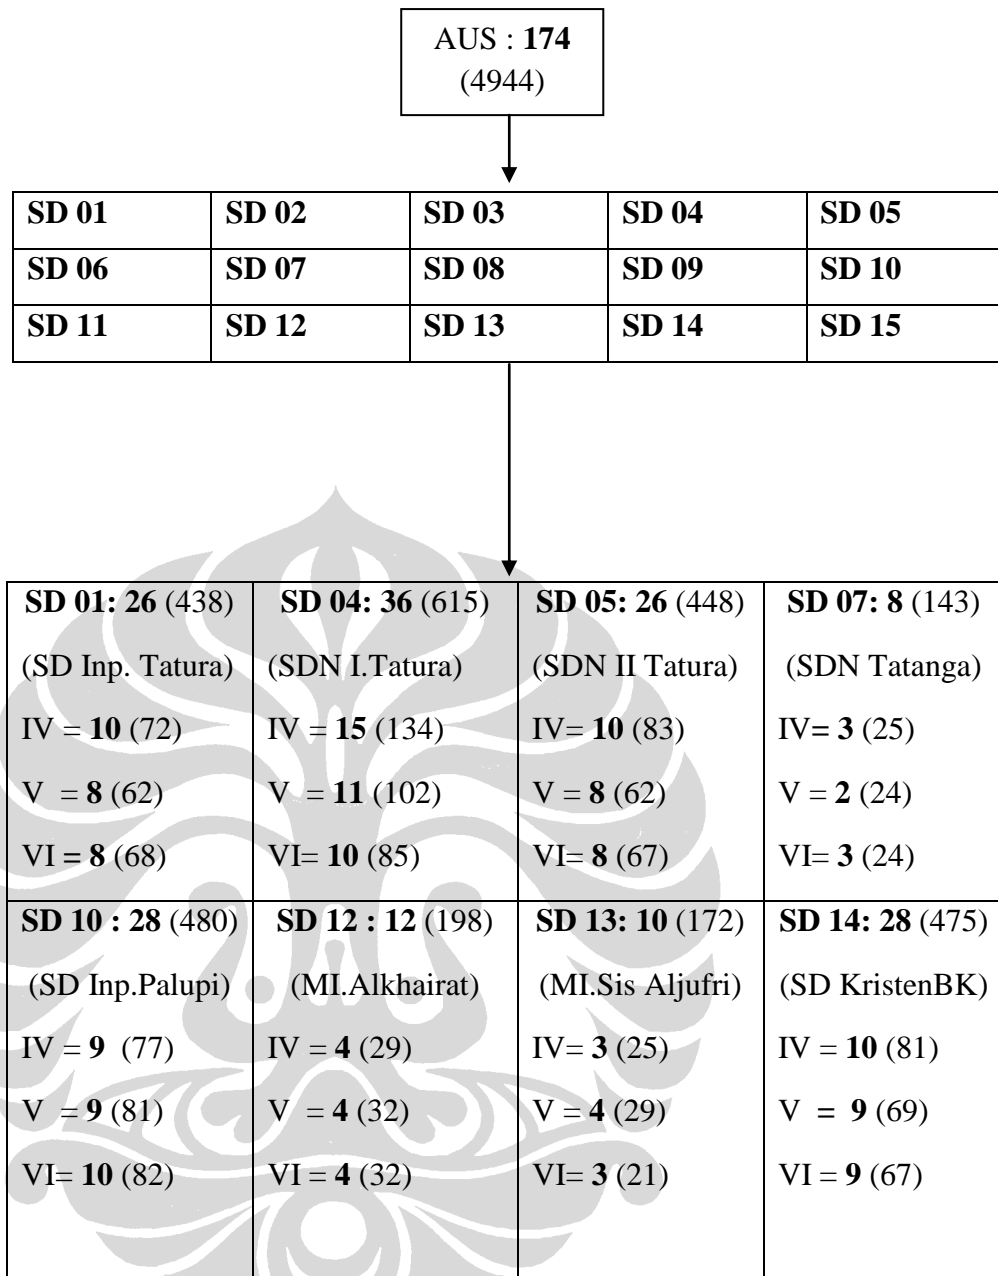 AUS : 174
(4944)
SD 01 SD 02 SD 03 SD 04 SD 05
SD 06 SD 07 SD 08 SD 09 SD 10
SD 11 SD 12 SD 13 SD 14 SD 15
SD 01: 26 (438)
(SD Inp. Tatura)
IV = 10 (72)
V = 8 (62)
VI = 8 (68)
SD 04: 36 (615)
(SDN I.Tatura)
IV = 15 (134)
V = 11 (102)
VI= 10 (85)
SD 05: 26 (448)
(SDN II Tatura)
IV= 10 (83)
V = 8 (62)
VI= 8 (67)
SD 07: 8 (143)
(SDN Tatanga)
IV= 3 (25)
V = 2 (24)
VI= 3 (24)
SD 10 : 28 (480)
(SD Inp.Palupi)
IV = 9 (77)
V = 9 (81)
VI= 10 (82)
SD 12 : 12 (198)
(MI.Alkhairat)
IV = 4 (29)
V = 4 (32)
VI = 4 (32)
SD 13: 10 (172)
(MI.Sis Aljufri)
IV= 3 (25)
V = 4 (29)
VI= 3 (21)
SD 14: 28 (475)
(SD KristenBK)
IV = 10 (81)
V = 9 (69)
VI = 9 (67)